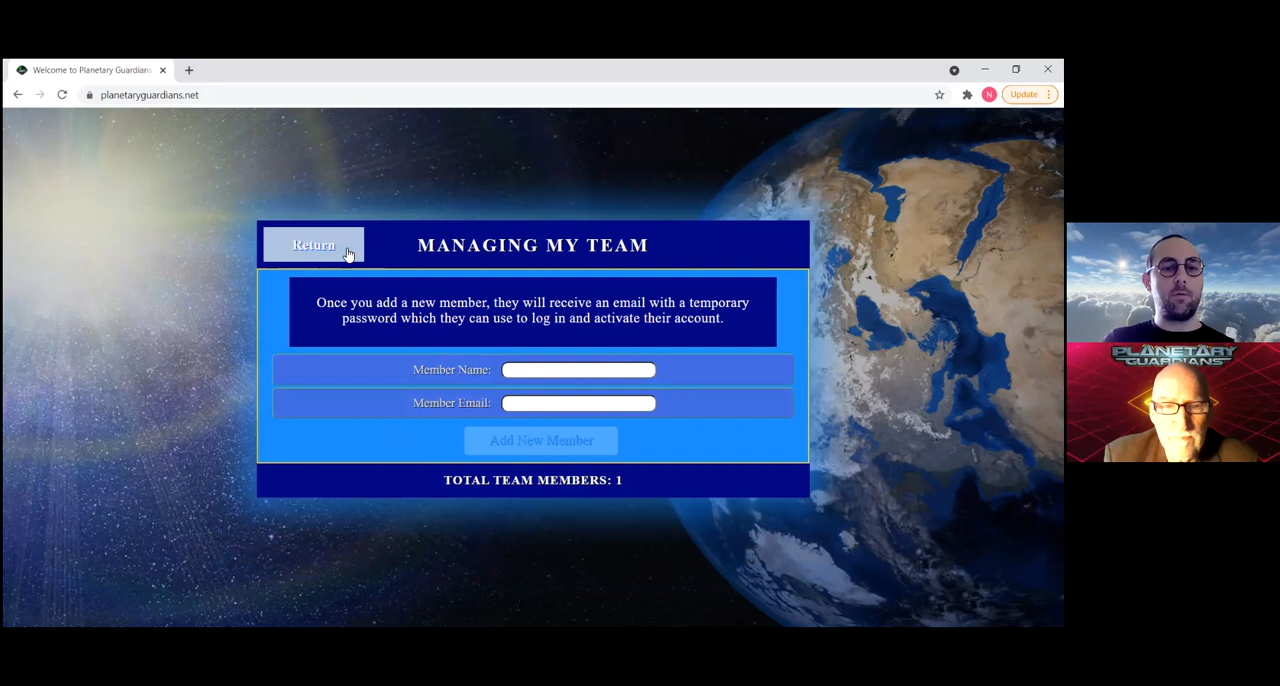 Welcome to Planetary Guardians
planetaryguardians.net
N
Update
Return
MANAGING MY TEAM
Once you add a new member, they will receive an email with a temporary
password which they can use to log in and activate their account.
Member Name:
Member Email:
Add New Member
TOTAL TEAM MEMBERS: 1
PLANETARY
GUARDIANS